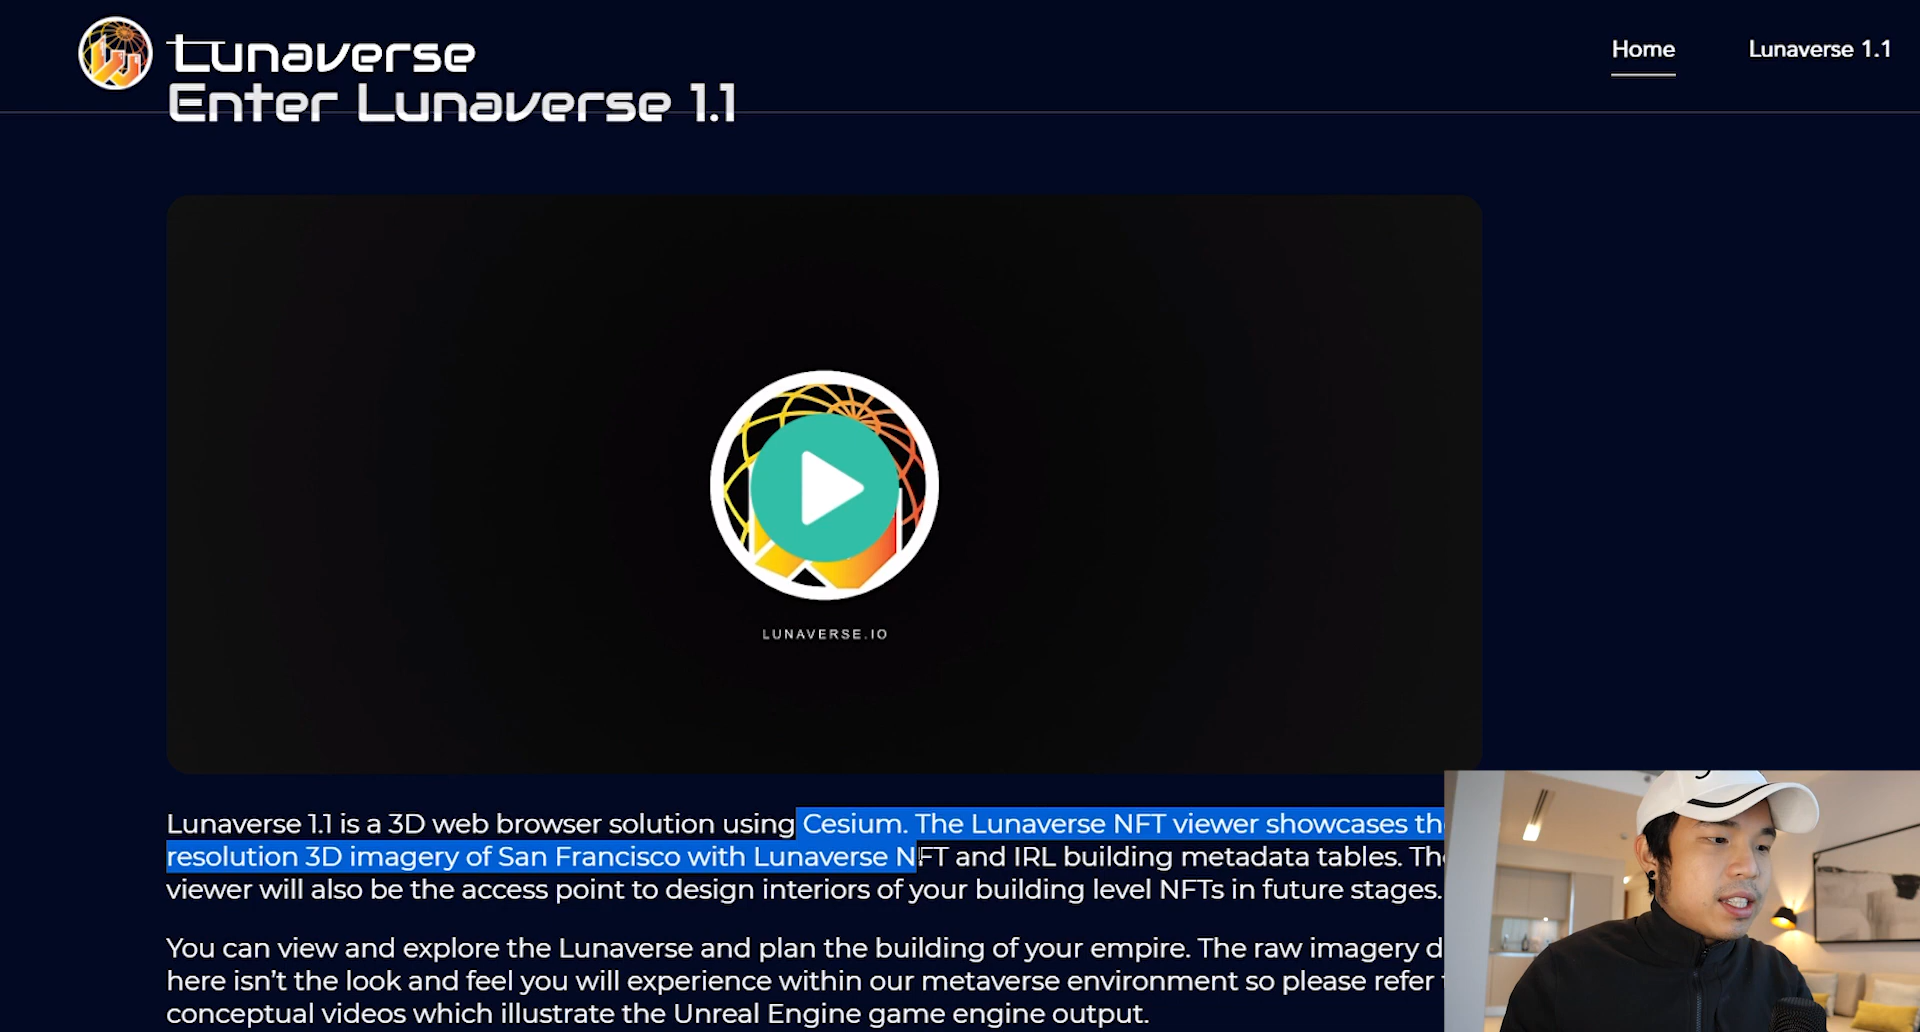 Lunaverse
Home
Lunaverse 1.1
Enter Lunaverse 1.1
LUNAVERSE.IO
Lunaverse 1.1 is a 3D web browser solution using Cesium. The Lunaverse NFT viewer showcases
resolution 3D imagery of San Francisco with Lunaverse NFT and IRL building metadata tables.
viewer will also be the access point to design interiors of your building level NFTs in future stages.
You can view and explore the Lunaverse and plan the building of your empire. The raw imagery
here isn't the look and feel you will experience within our metaverse environment so please refer
conceptual videos which illustrate the Unreal Engine game engine output.